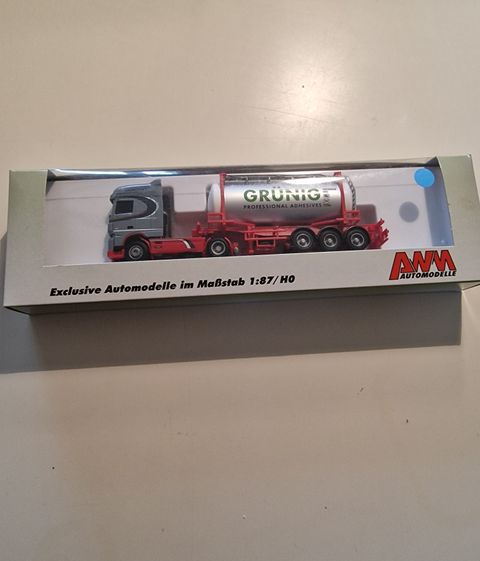 GRÜNIG
PROFESSIONAL ADHESIVES
Exclusive Automodelle im Maßstab 1:87/H0
AWM
AUTOMODELLE